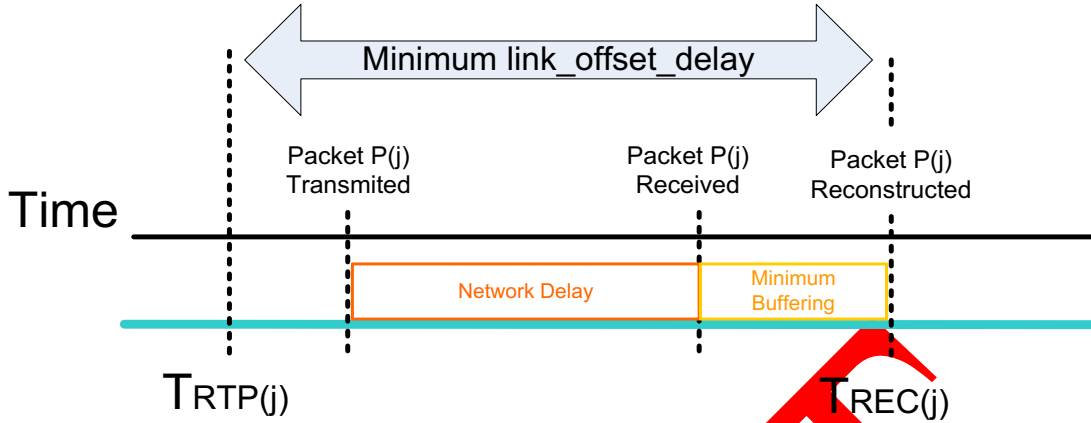 Minimum link_offset_delay
Packet P(j)
Transmited
Packet P(j)
Received
Packet P(j)
Reconstructed
Time
Network Delay
Minimum
Buffering
TRTP(j)
TREC(j)